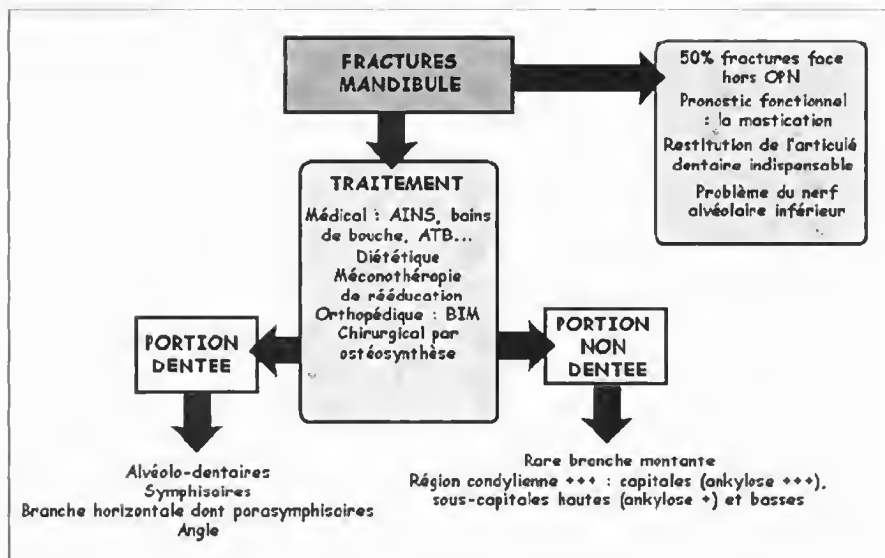 FRACTURES
MANDIBULE
50% fractures face
hors OPN
Pronostic fonctionnel
: la mastication
Restitution de l'articulé
dentaire indispensable
Problème du nerf
alvéolaire inférieur
TRAITEMENT
Médical : AINS, bains
de bouche, ATB...
Diététique
Mécanothérapie
de rééducation
Orthopédique : BIM
Chirurgical par
ostéosynthèse
PORTION
DENTEE
PORTION
NON
DENTEE
Alvéolo-dentaires
Symphisaires
Branche horizontale dont parasymphisaires
Angle
Rare branche montante
Région condylienne +++ : capitales (ankylose +++),
sous-capitales hautes (ankylose +) et basses